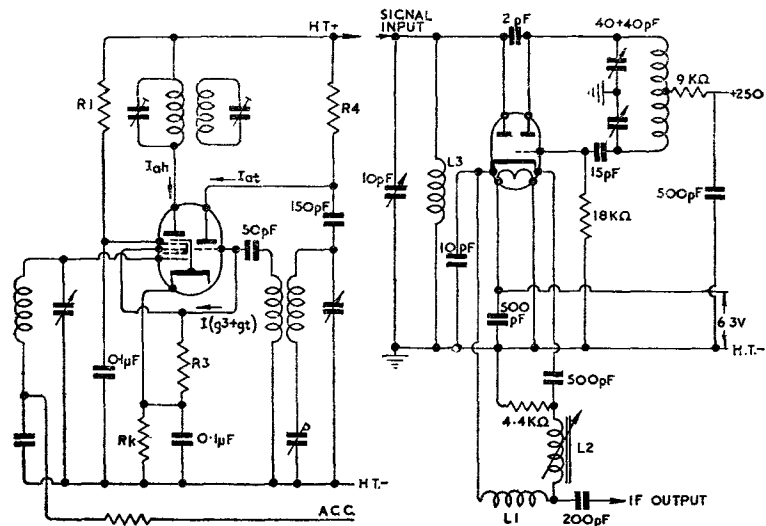 H.T.+
R1
R4
Iah
Iat
150pF
50pF
I(g3+gt)
0.1μF
R3
Rk
0.1μF
P
H.T.-
A.C.C.
SIGNAL
INPUT
2pF
40+40pF
9KΩ
+250
10pF
L3
15pF
500pF
10pF
18KΩ
500
pF
6.3V
H.T.-
500pF
4.4KΩ
L2
L1
200pF
IF OUTPUT